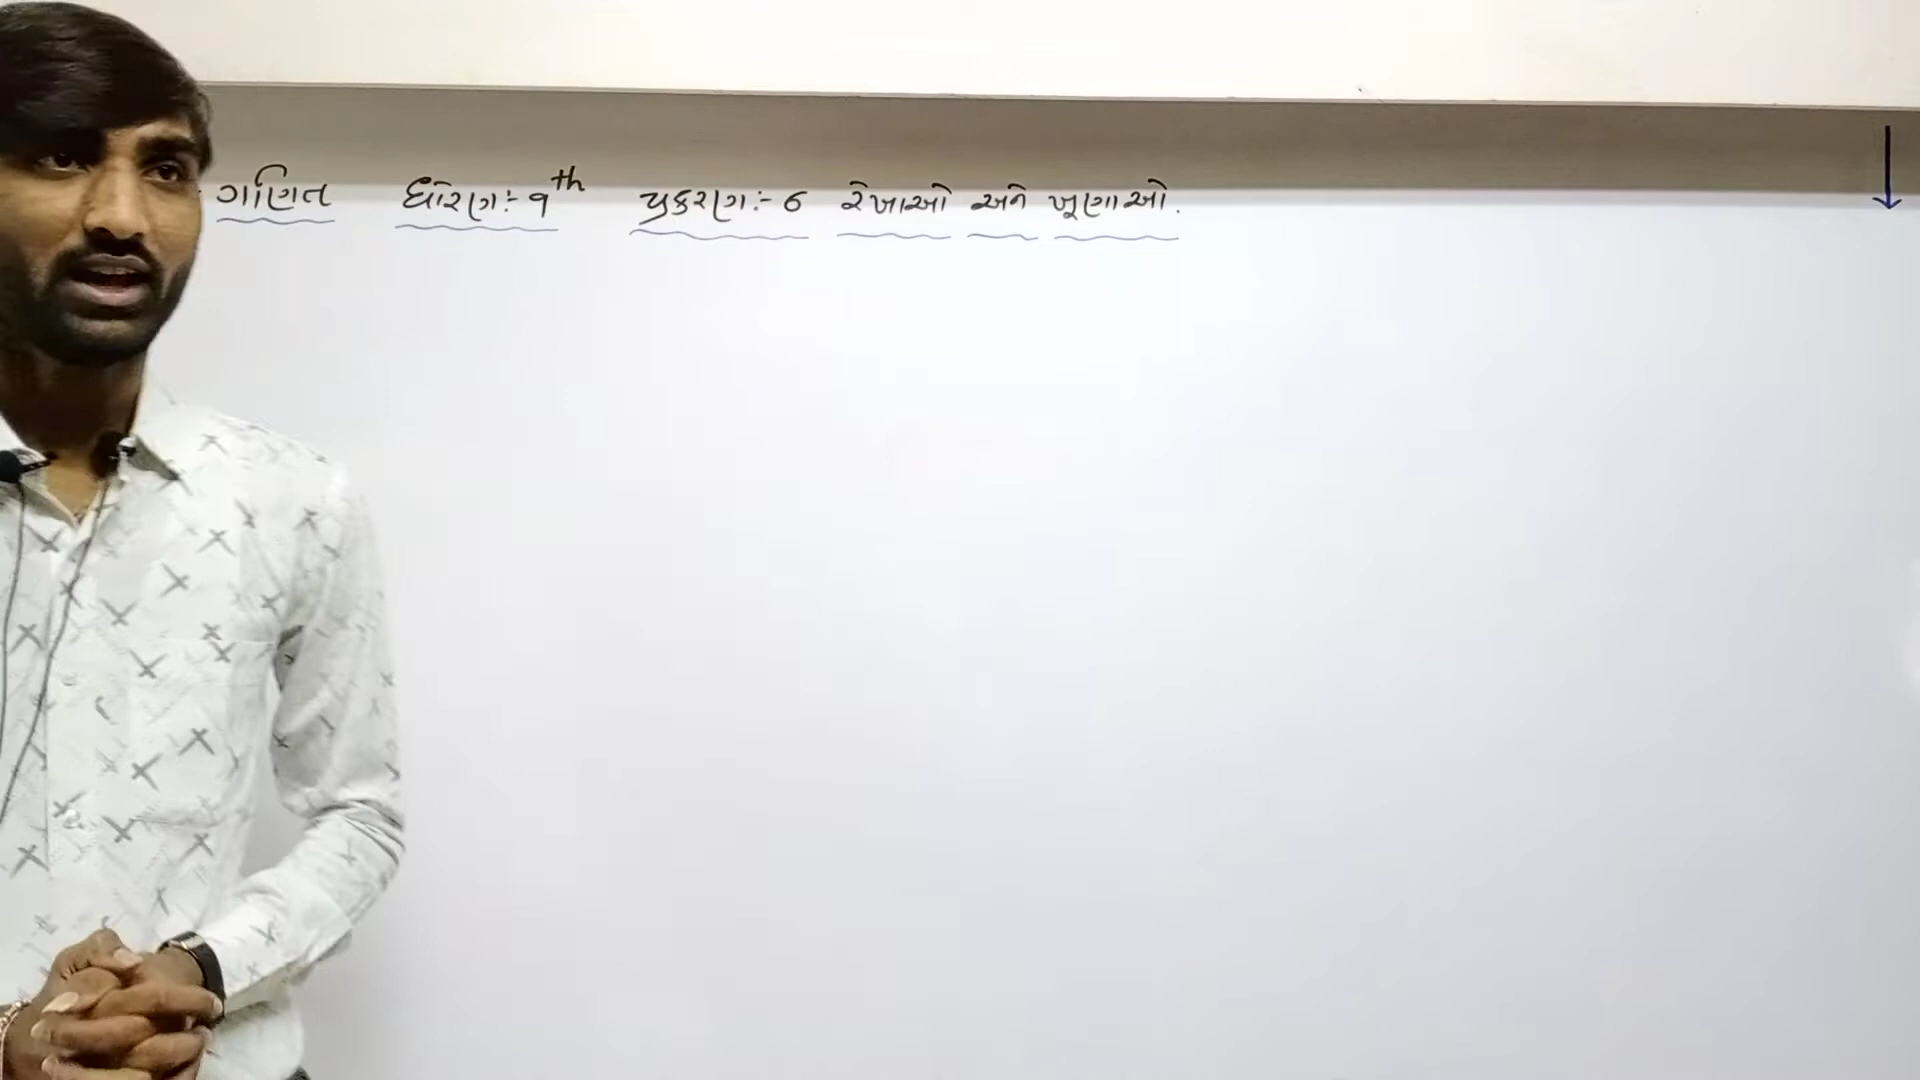 ગણિત ધોરણ:- 9th પ્રકરણ:- 6 રેખાઓ અને ખૂણાઓ.